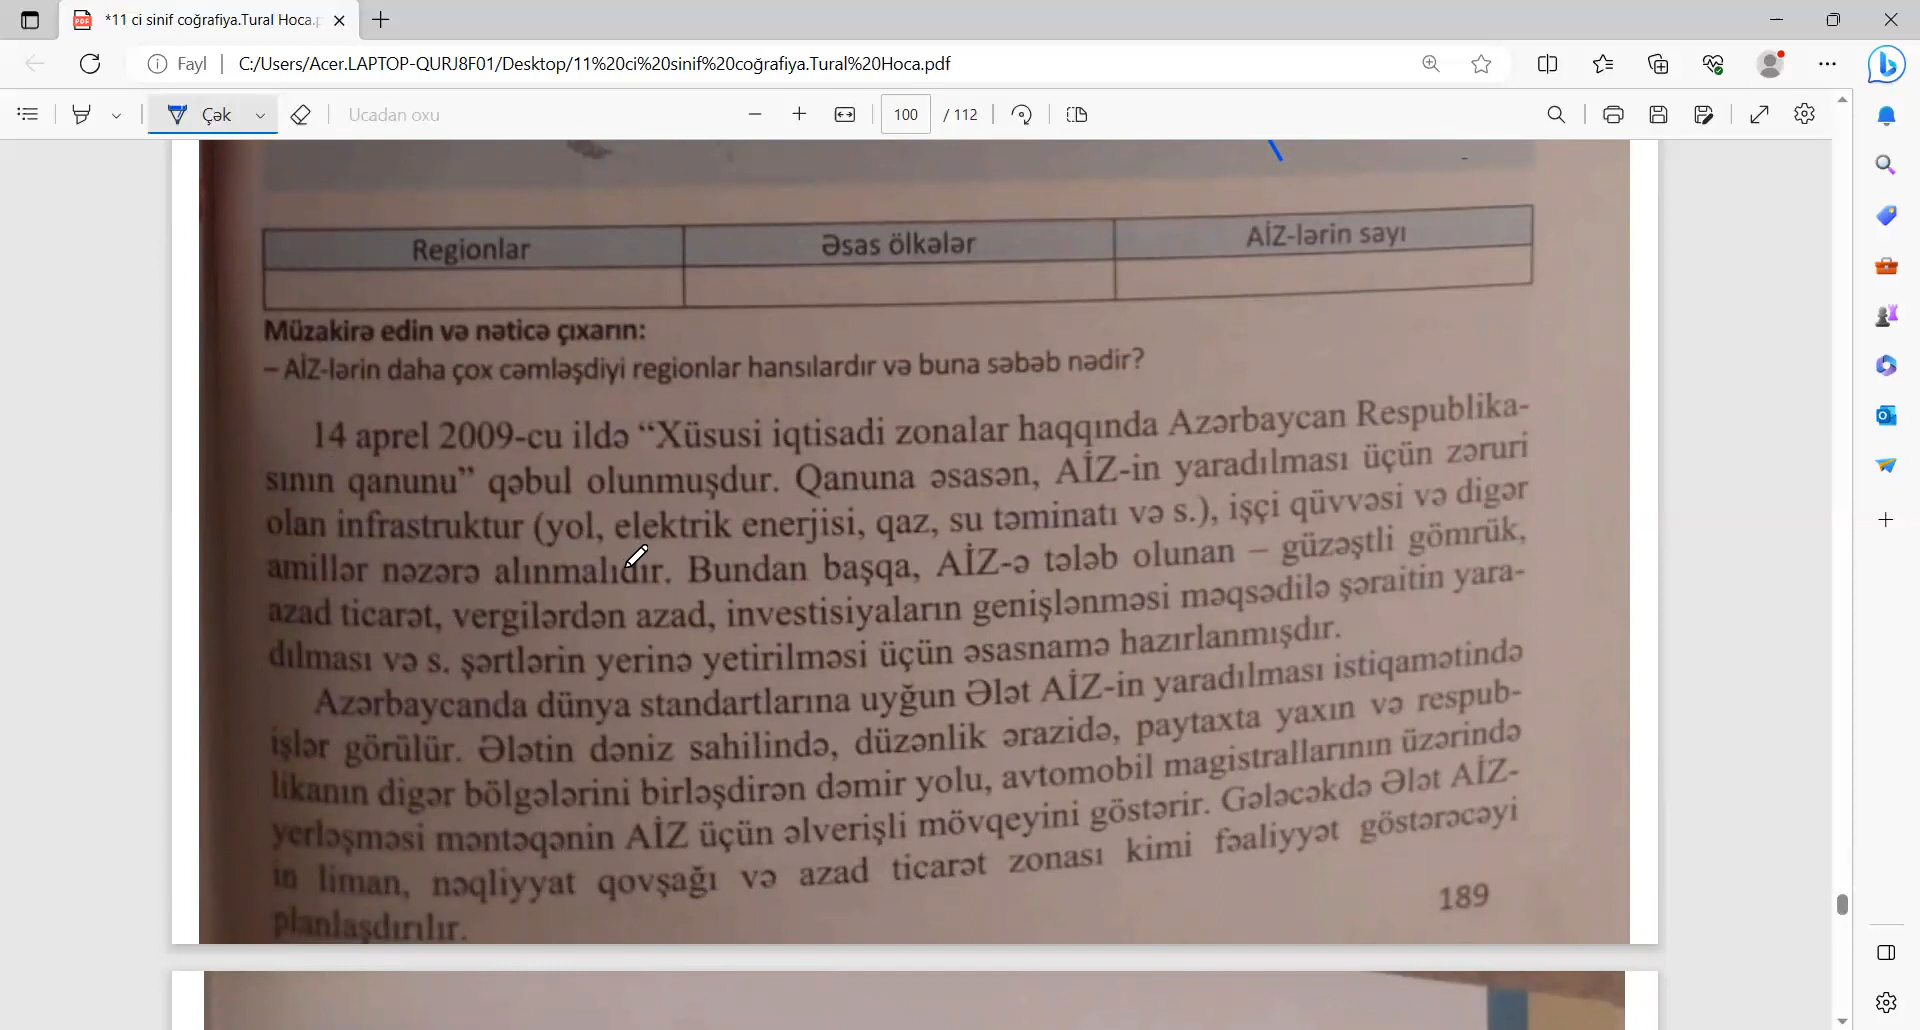 *11 ci sinif coğrafiya.Tural Hoca.p
Fayl
C:/Users/Acer.LAPTOP-QURJ8F01/Desktop/11%20ci%20sinif%20coğrafiya.Tural%20Hoca.pdf
Çək
Ucadan oxu
100 / 112
Regionlar Əsas ölkələr AİZ-lərin sayı
Müzakirə edin və nəticə çıxarın:
– AİZ-lərin daha çox cəmləşdiyi regionlar hansılardır və buna səbəb nədir?
14 aprel 2009-cu ildə “Xüsusi iqtisadi zonalar haqqında Azərbaycan Respublika-
sının qanunu” qəbul olunmuşdur. Qanuna əsasən, AİZ-in yaradılması üçün zəruri
olan infrastruktur (yol, elektrik enerjisi, qaz, su təminatı və s.), işçi qüvvəsi və digər
amillər nəzərə alınmalıdır. Bundan başqa, AİZ-ə tələb olunan – güzəştli gömrük,
azad ticarət, vergilərdən azad, investisiyaların genişlənməsi məqsədilə şəraitin yara-
dılması və s. şərtlərin yerinə yetirilməsi üçün əsasnamə hazırlanmışdır.
Azərbaycanda dünya standartlarına uyğun Ələt AİZ-in yaradılması istiqamətində
işlər görülür. Ələtin dəniz sahilində, düzənlik ərazidə, paytaxta yaxın və respub-
likanın digər bölgələrini birləşdirən dəmir yolu, avtomobil magistrallarının üzərində
yerləşməsi məntəqənin AİZ üçün əlverişli mövqeyini göstərir. Gələcəkdə Ələt AİZ-
in liman, nəqliyyat qovşağı və azad ticarət zonası kimi fəaliyyət göstərəcəyi
planlaşdırılır.
189